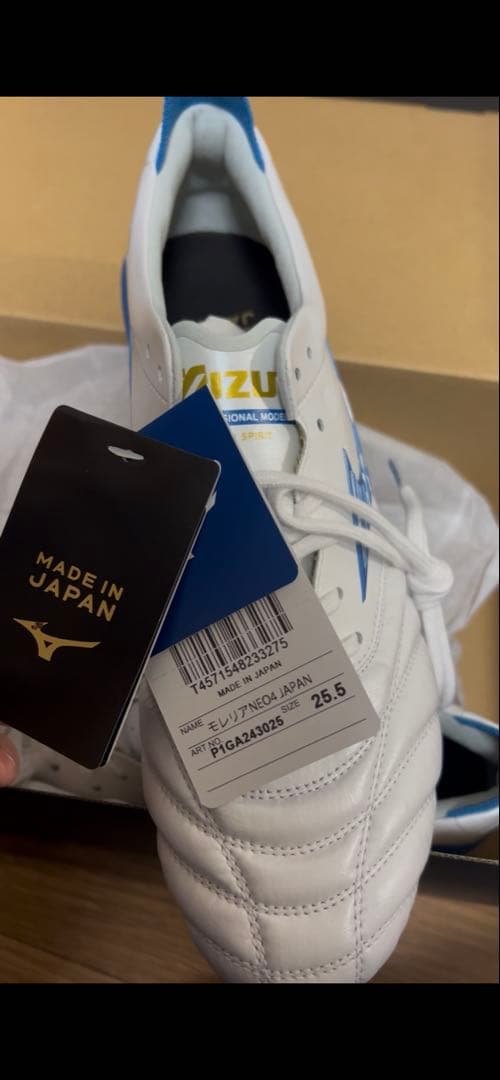 MIZU
SIONAL MODE
SPIRIT
MADE IN
JAPAN
T4571548233275
MADE IN JAPAN
NAME モレリアNEO4 JAPAN
ART NO. P1GA243025 SIZE 25.5